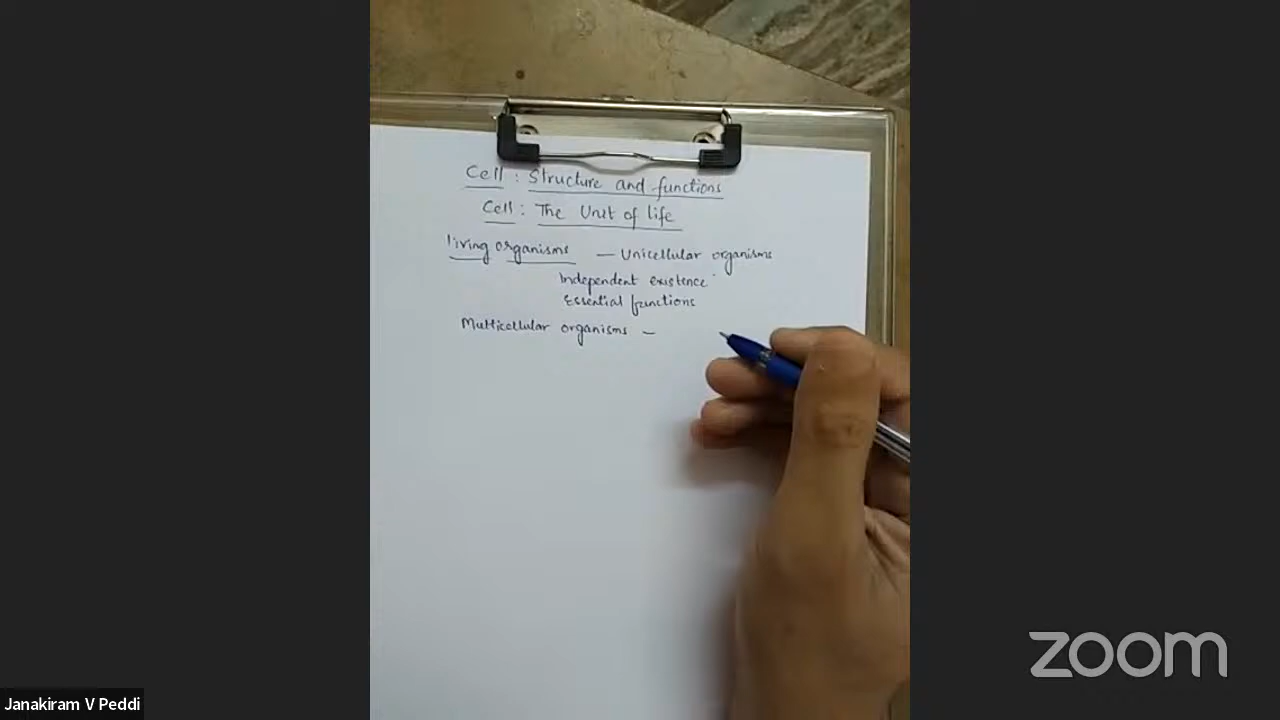 Cell : Structure and functions
Cell : The Unit of life
living organisms — Unicellular organisms
Independent existence
Essential functions
Multicellular organisms —
zoom
Janakiram V Peddi